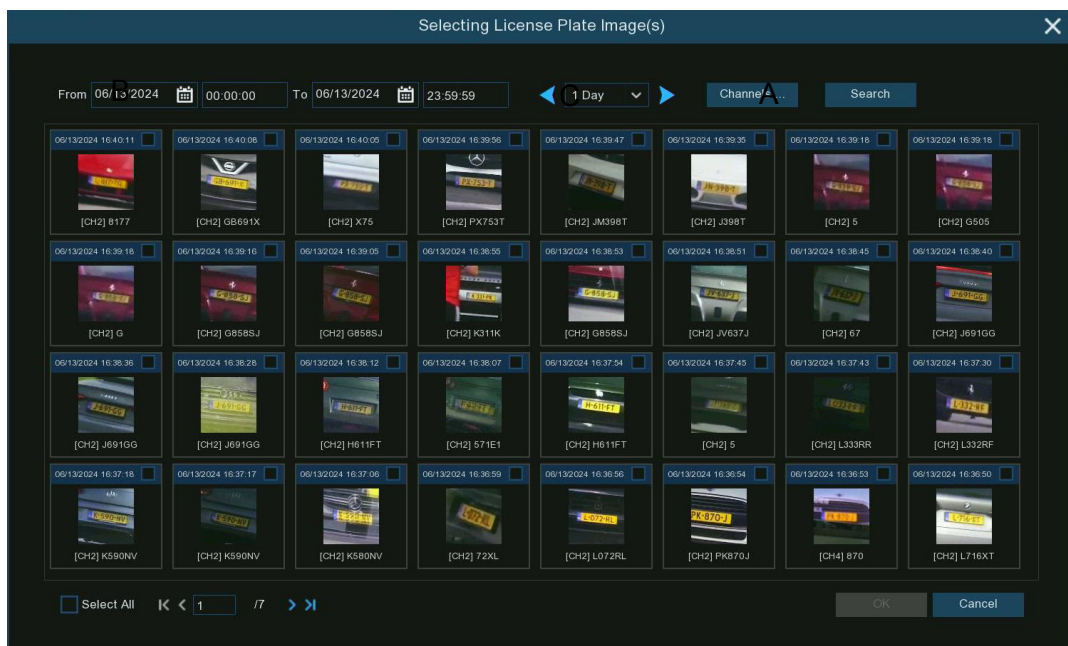 Selecting License Plate Image(s)
From 06/13/2024 00:00:00 To 06/13/2024 23:59:59 1 Day Channel ... Search
B C A
06/13/2024 16:40:11 06/13/2024 16:40:08 06/13/2024 16:40:05 06/13/2024 16:39:56 06/13/2024 16:39:47 06/13/2024 16:39:35 06/13/2024 16:39:18 06/13/2024 16:39:18
[CH2] 8177 [CH2] GB691X [CH2] X75 [CH2] PX753T [CH2] JM398T [CH2] J398T [CH2] 5 [CH2] G505
06/13/2024 16:39:18 06/13/2024 16:39:16 06/13/2024 16:39:05 06/13/2024 16:38:55 06/13/2024 16:38:53 06/13/2024 16:38:51 06/13/2024 16:38:45 06/13/2024 16:38:40
[CH2] G [CH2] G858SJ [CH2] G858SJ [CH2] K311K [CH2] G858SJ [CH2] JV637J [CH2] 67 [CH2] J691GG
06/13/2024 16:38:36 06/13/2024 16:38:28 06/13/2024 16:38:12 06/13/2024 16:38:07 06/13/2024 16:37:54 06/13/2024 16:37:45 06/13/2024 16:37:43 06/13/2024 16:37:30
[CH2] J691GG [CH2] J691GG [CH2] H611FT [CH2] 571E1 [CH2] H611FT [CH2] 5 [CH2] L333RR [CH2] L332RF
06/13/2024 16:37:18 06/13/2024 16:37:17 06/13/2024 16:37:06 06/13/2024 16:36:59 06/13/2024 16:36:56 06/13/2024 16:36:54 06/13/2024 16:36:53 06/13/2024 16:36:50
PK-870-J
[CH2] K590NV [CH2] K590NV [CH2] K580NV [CH2] 72XL [CH2] L072RL [CH2] PK870J [CH4] 870 [CH2] L716XT
Select All 1 /7 OK Cancel